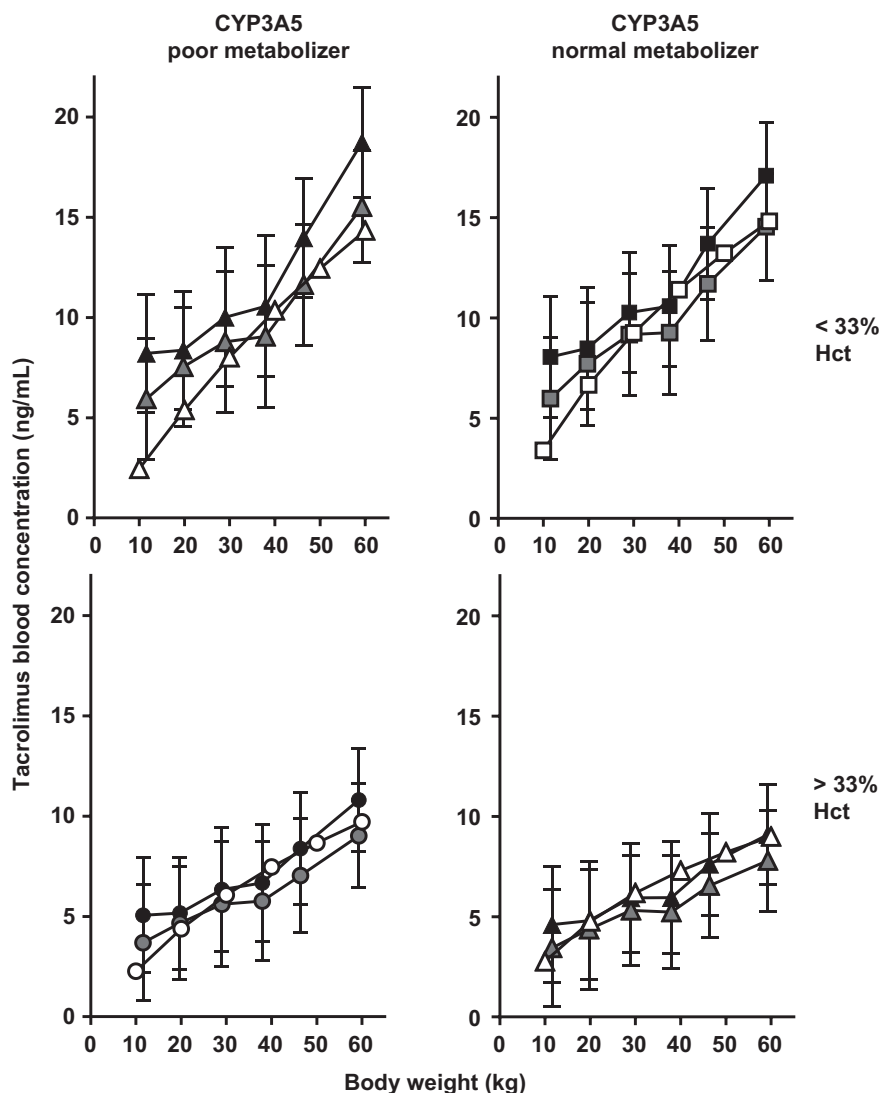 CYP3A5
poor metabolizer
CYP3A5
normal metabolizer
20
15
10
5
0
0 10 20 30 40 50 60
20
15
10
5
0
0 10 20 30 40 50 60
< 33%
Hct
Tacrolimus blood concentration (ng/mL)
20
15
10
5
0
0 10 20 30 40 50 60
20
15
10
5
0
0 10 20 30 40 50 60
> 33%
Hct
Body weight (kg)